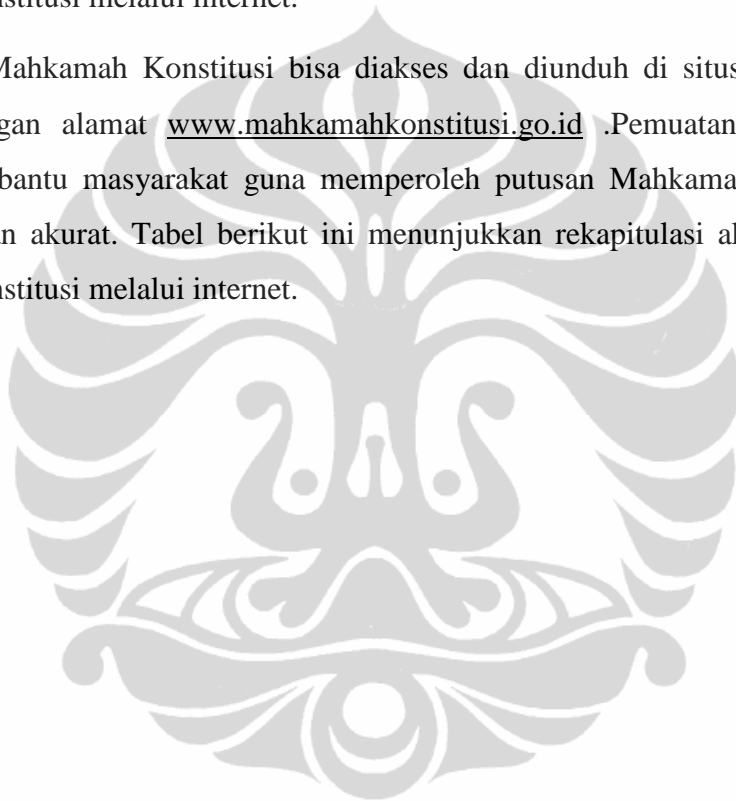 nstitusi melalui internet.
Mahkamah Konstitusi bisa diakses dan diunduh di situs
gan alamat www.mahkamahkonstitusi.go.id .Pemuatan
bantu masyarakat guna memperoleh putusan Mahkama
n akurat. Tabel berikut ini menunjukkan rekapitulasi ak
nstitusi melalui internet.